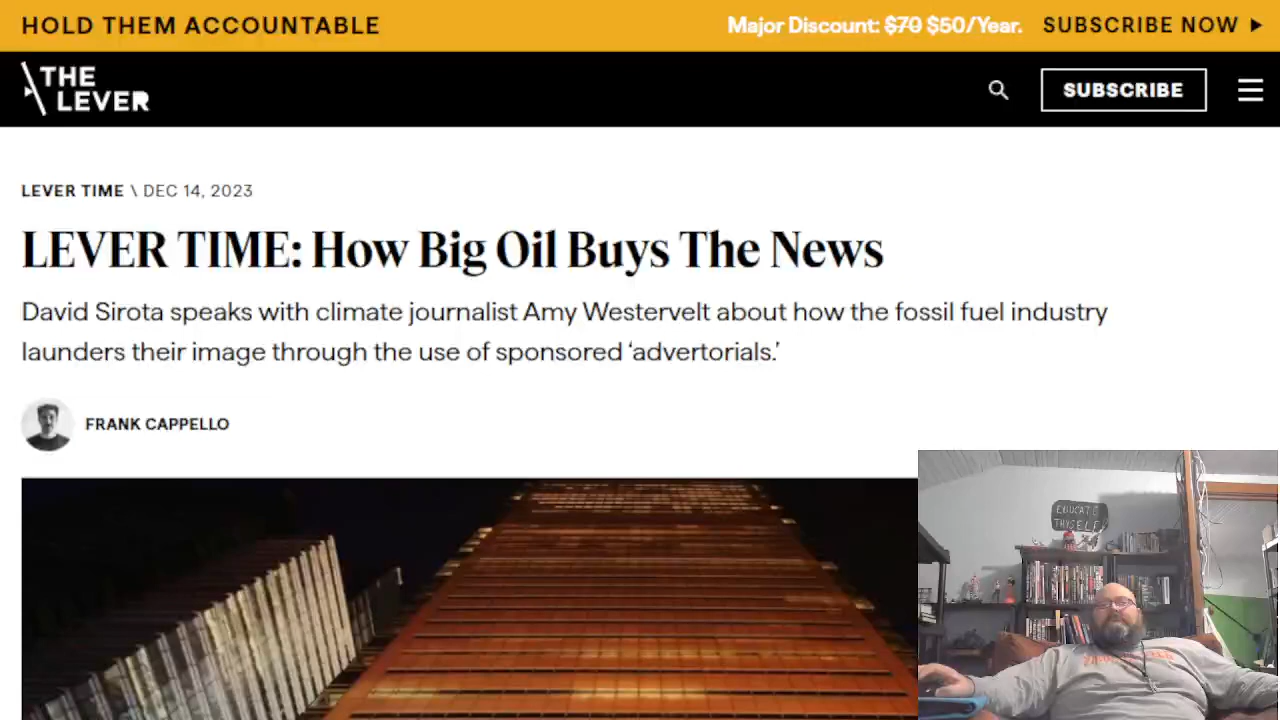 HOLD THEM ACCOUNTABLE
Major Discount: $70 $50/Year.
SUBSCRIBE NOW ▶
THE
LEVER
SUBSCRIBE
LEVER TIME \ DEC 14, 2023
LEVER TIME: How Big Oil Buys The News
David Sirota speaks with climate journalist Amy Westervelt about how the fossil fuel industry
launders their image through the use of sponsored ‘advertorials.’
FRANK CAPPELLO
EDUCATE
THYSELF